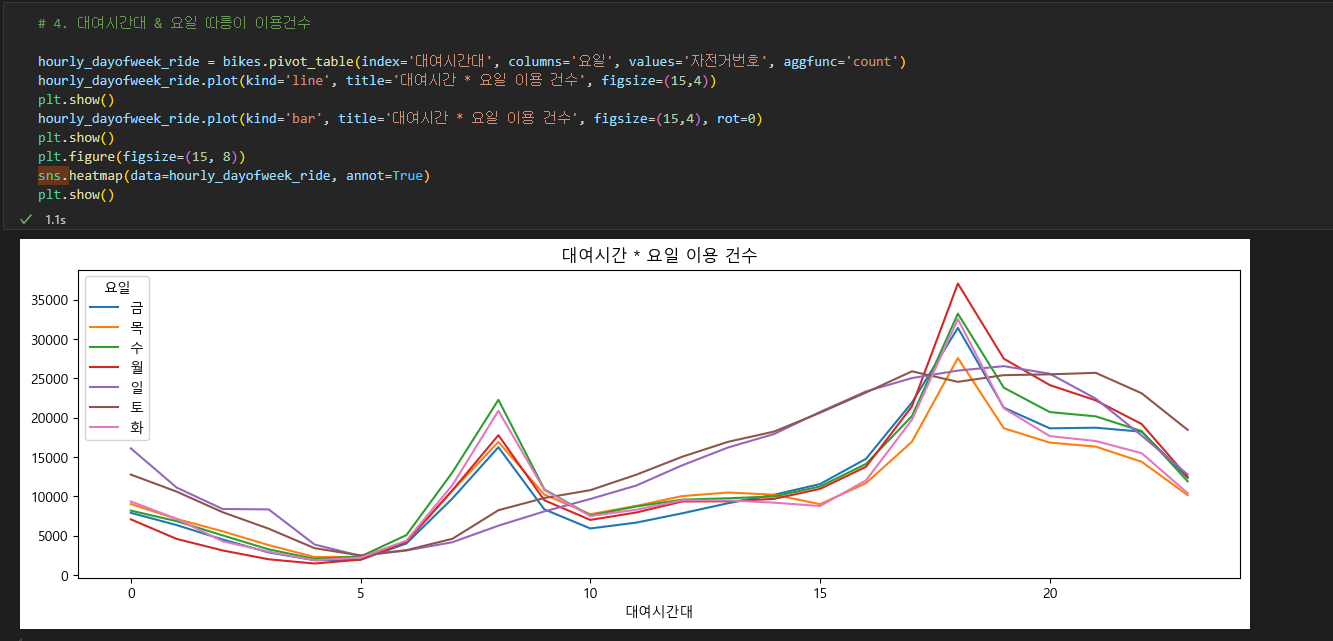 # 4. 대여시간대 & 요일 따릉이 이용건수
hourly_dayofweek_ride = bikes.pivot_table(index='대여시간대', columns='요일', values='자전거번호', aggfunc='count')
hourly_dayofweek_ride.plot(kind='line', title='대여시간 * 요일 이용 건수', figsize=(15,4))
plt.show()
hourly_dayofweek_ride.plot(kind='bar', title='대여시간 * 요일 이용 건수', figsize=(15,4), rot=0)
plt.show()
plt.figure(figsize=(15, 8))
sns.heatmap(data=hourly_dayofweek_ride, annot=True)
plt.show()
1.1s
대여시간 * 요일 이용 건수
요일
금
목
수
월
일
토
화
35000
30000
25000
20000
15000
10000
5000
0
0 5 10 15 20
대여시간대